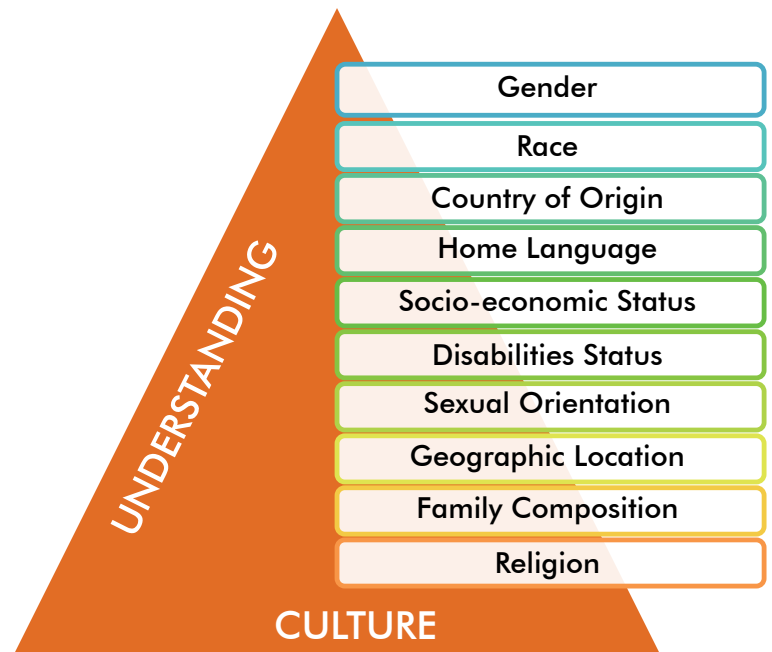 Gender
Race
Country of Origin
Home Language
Socio-economic Status
Disabilities Status
Sexual Orientation
Geographic Location
Family Composition
Religion
UNDERSTANDING
CULTURE